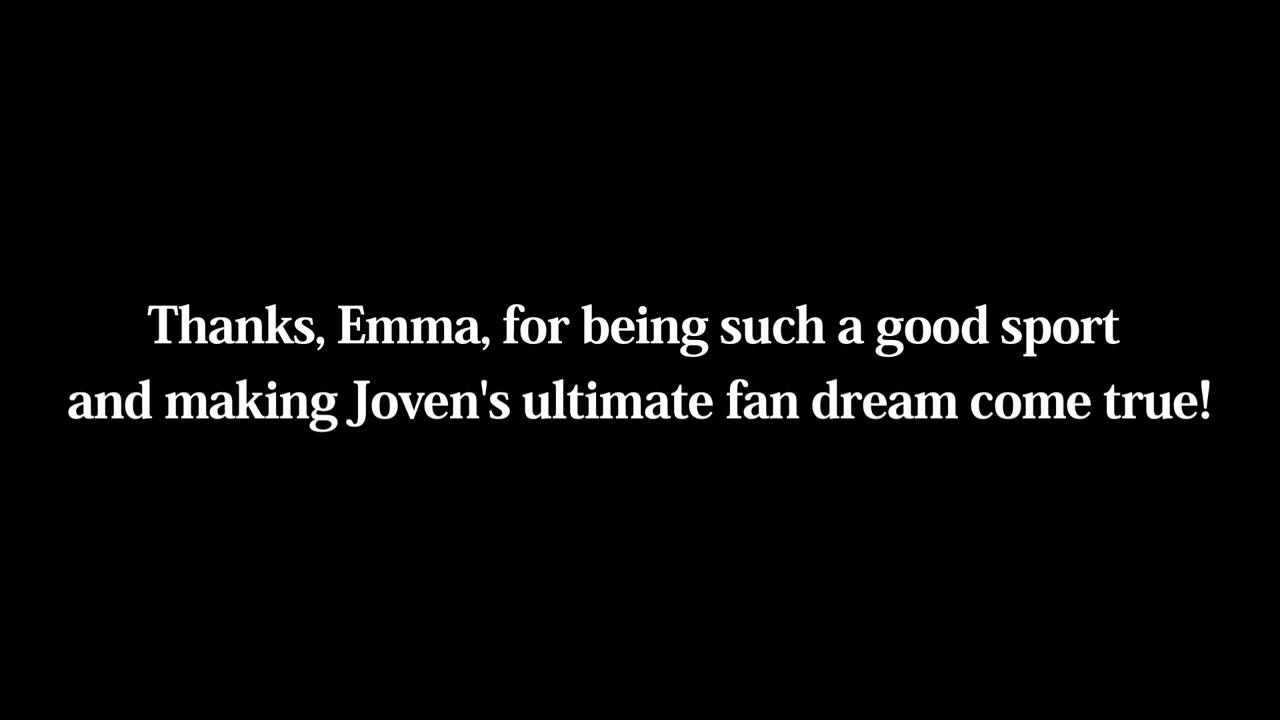 Thanks, Emma, for being such a good sport
and making Joven's ultimate fan dream come true!